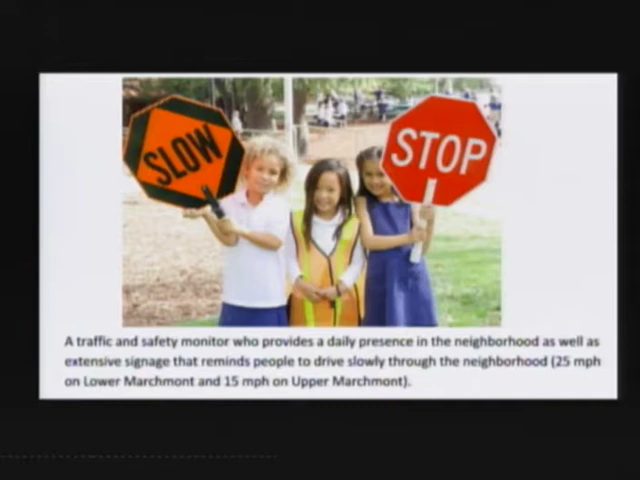 SLOW
STOP
A traffic and safety monitor who provides a daily presence in the neighborhood as well as
extensive signage that reminds people to drive slowly through the neighborhood (25 mph
on Lower Marchmont and 15 mph on Upper Marchmont).